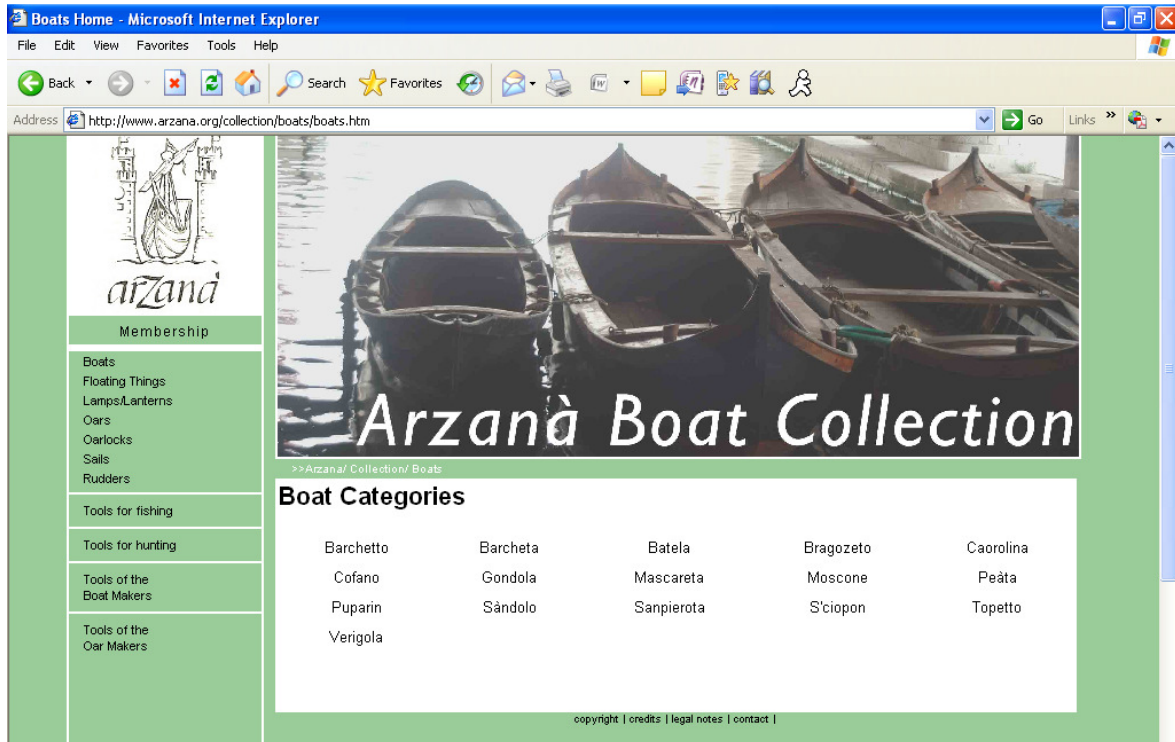 Boats Home - Microsoft Internet Explorer
File Edit View Favorites Tools Help
Back Search Favorites
Address http://www.arzana.org/collection/boats/boats.htm Go Links »
arzanà
Membership
Boats
Floating Things
Lamps/Lanterns
Oars
Oarlocks
Sails
Rudders
Tools for fishing
Tools for hunting
Tools of the
Boat Makers
Tools of the
Oar Makers
Arzanà Boat Collection
>>Arzana/ Collection/ Boats
Boat Categories
Barchetto Barcheta Batela Bragozeto Caorolina
Cofano Gondola Mascareta Moscone Peàta
Puparin Sàndolo Sanpierota S'ciopon Topetto
Verigola
copyright | credits | legal notes | contact |